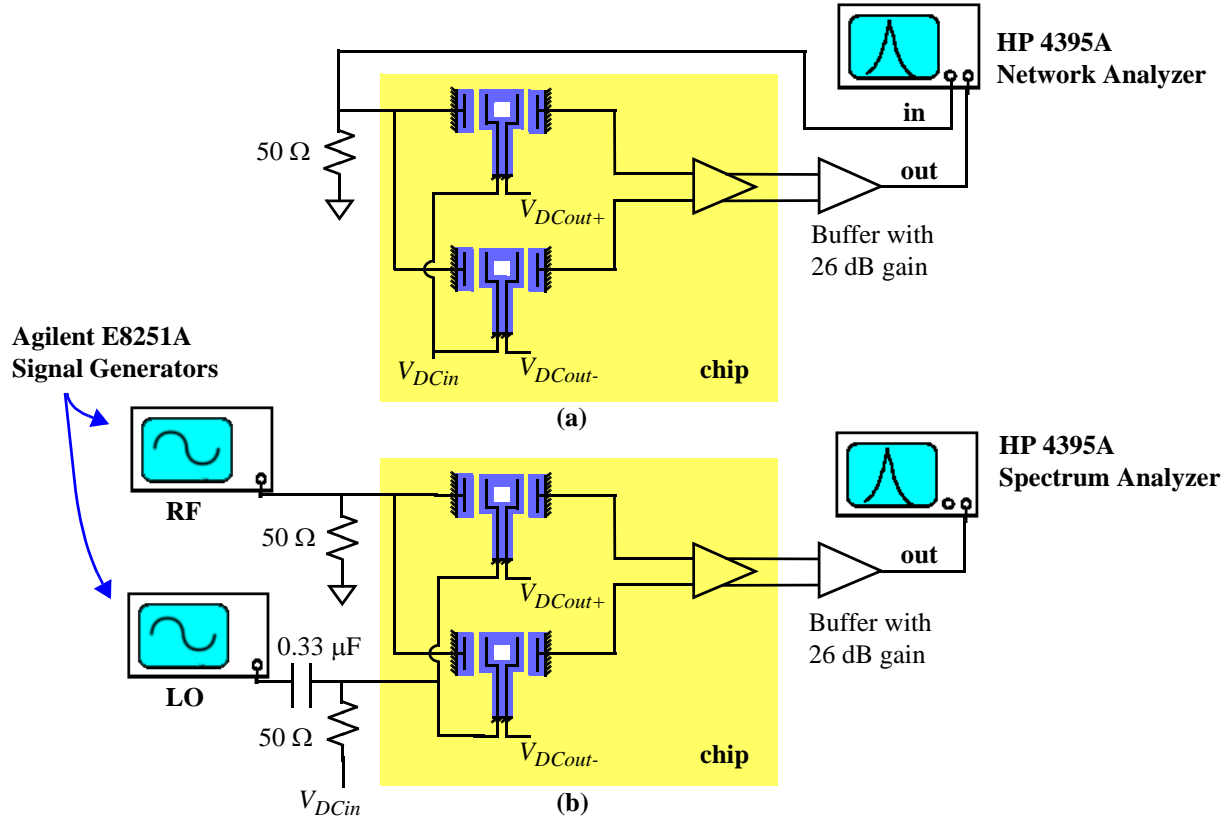 HP 4395A
Network Analyzer
in
50 Ω
out
V_DCout+
Buffer with
26 dB gain
V_DCin
V_DCout-
chip
(a)
Agilent E8251A
Signal Generators
HP 4395A
Spectrum Analyzer
RF
50 Ω
out
V_DCout+
Buffer with
26 dB gain
0.33 μF
LO
50 Ω
V_DCout-
chip
V_DCin
(b)